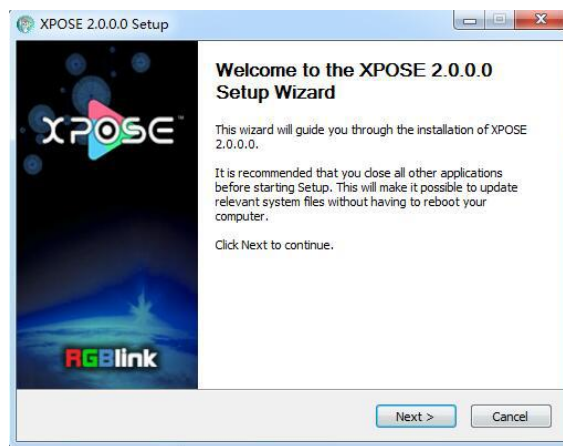 XPOSE 2.0.0.0 Setup
XPOSE™
RGBlink
Welcome to the XPOSE 2.0.0.0
Setup Wizard
This wizard will guide you through the installation of XPOSE
2.0.0.0.
It is recommended that you close all other applications
before starting Setup. This will make it possible to update
relevant system files without having to reboot your
computer.
Click Next to continue.
Next >
Cancel